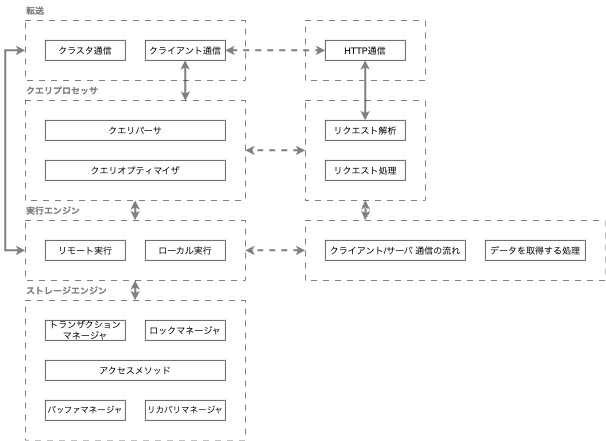 転送
クラスタ通信
クライアント通信
HTTP通信
クエリプロセッサ
クエリパーサ
リクエスト解析
クエリオプティマイザ
リクエスト処理
実行エンジン
リモート実行
ローカル実行
クライアント/サーバ 通信の流れ
データを取得する処理
ストレージエンジン
トランザクション
マネージャ
ロックマネージャ
アクセスメソッド
バッファマネージャ
リカバリマネージャ